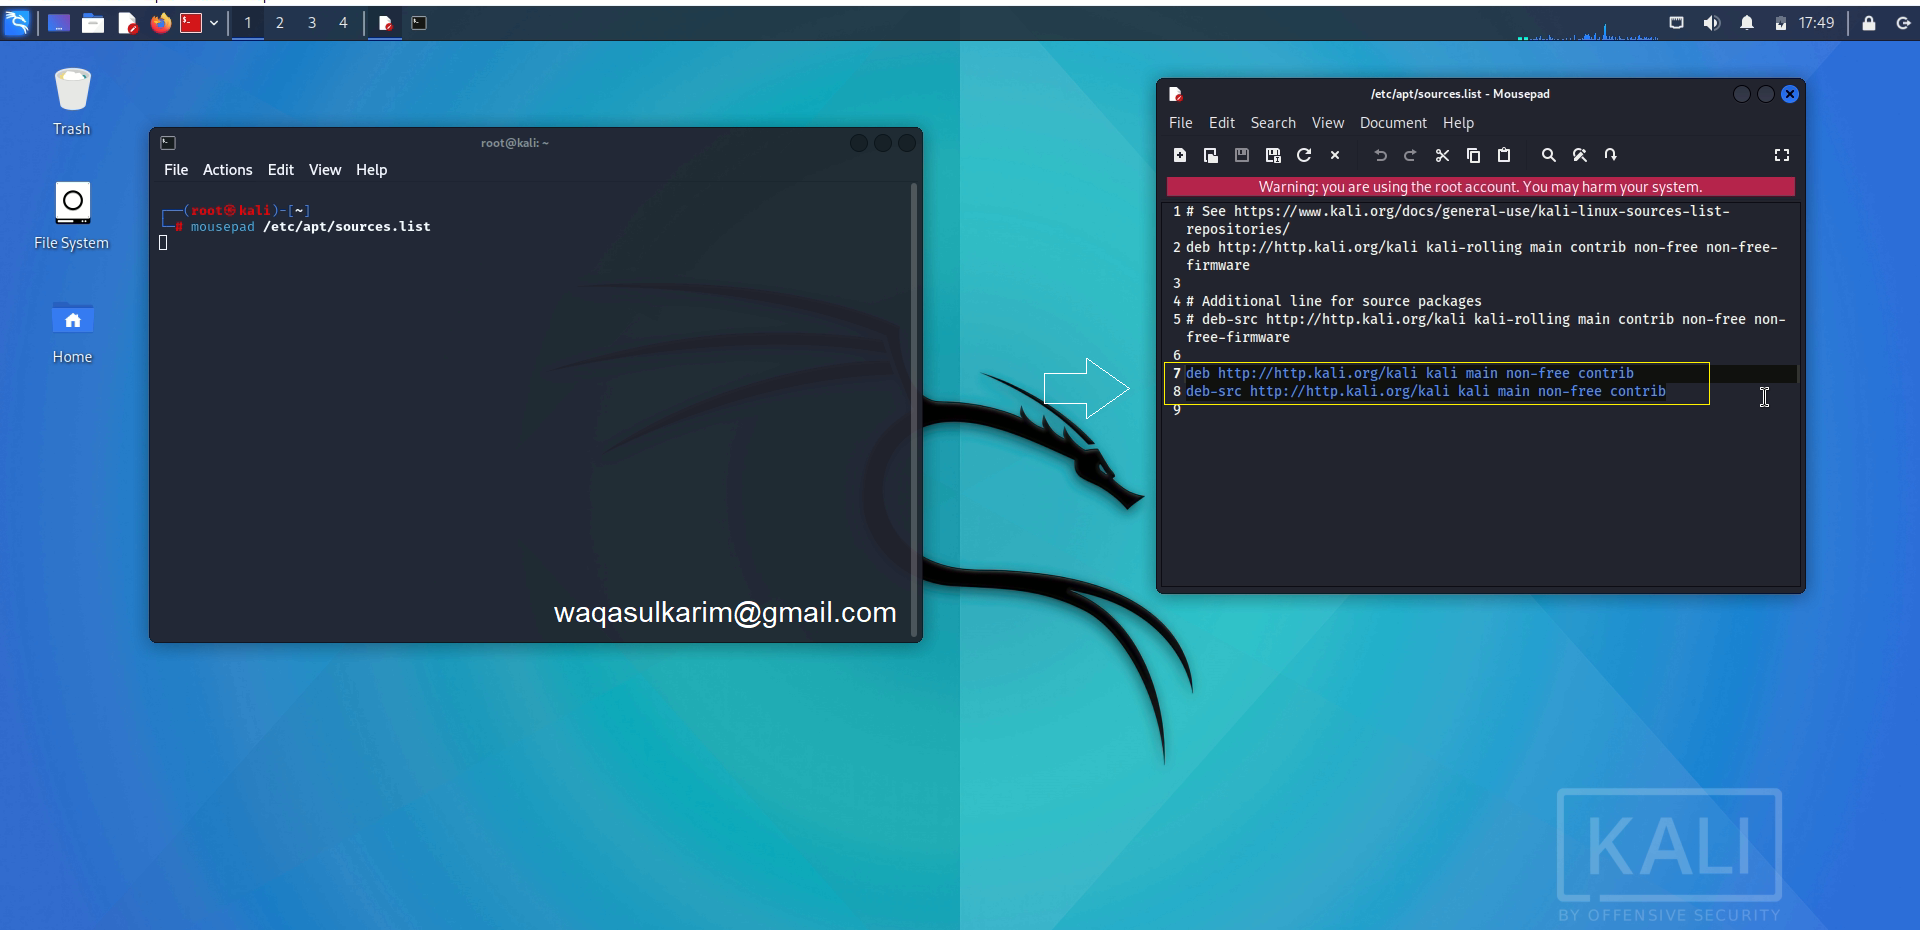 1 2 3 4
17:49
Trash
File System
Home
root@kali: ~
File Actions Edit View Help
(root㉿kali)-[~]
# mousepad /etc/apt/sources.list
waqasulkarim@gmail.com
/etc/apt/sources.list - Mousepad
File Edit Search View Document Help
Warning: you are using the root account. You may harm your system.
1 # See https://www.kali.org/docs/general-use/kali-linux-sources-list-
repositories/
2 deb http://http.kali.org/kali kali-rolling main contrib non-free non-free-
firmware
3
4 # Additional line for source packages
5 # deb-src http://http.kali.org/kali kali-rolling main contrib non-free non-
free-firmware
6
7 deb http://http.kali.org/kali kali main non-free contrib
8 deb-src http://http.kali.org/kali kali main non-free contrib
9
KALI
BY OFFENSIVE SECURITY